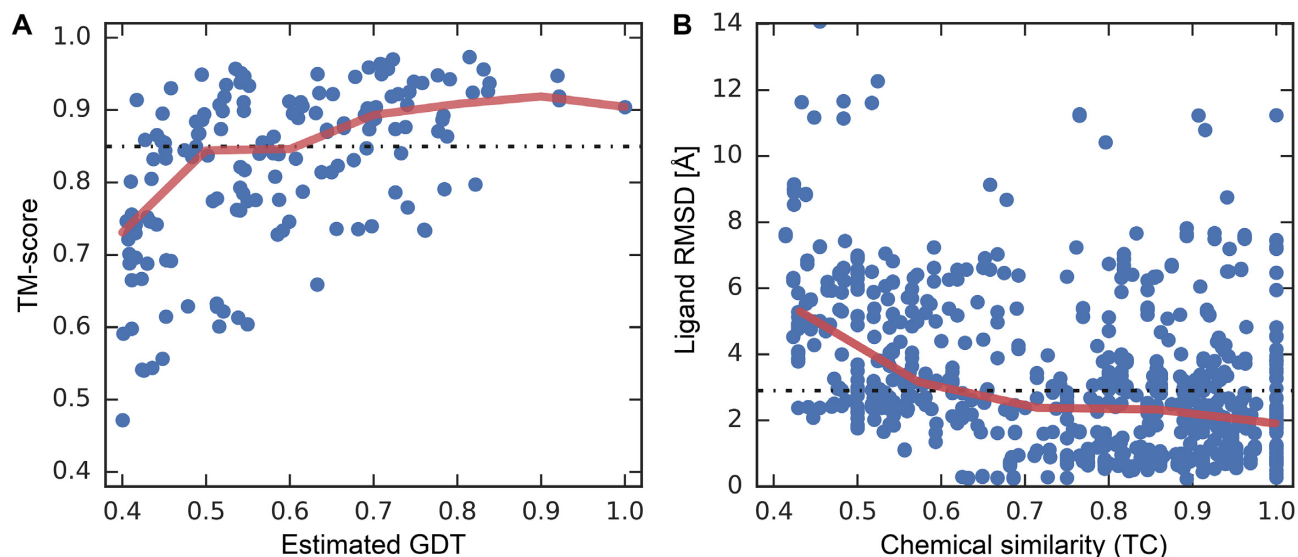 A
1.0
0.9
0.8
0.7
0.6
0.5
0.4
TM-score
0.4 0.5 0.6 0.7 0.8 0.9 1.0
Estimated GDT
B
14
12
10
8
6
4
2
0
Ligand RMSD [Å]
0.4 0.5 0.6 0.7 0.8 0.9 1.0
Chemical similarity (TC)